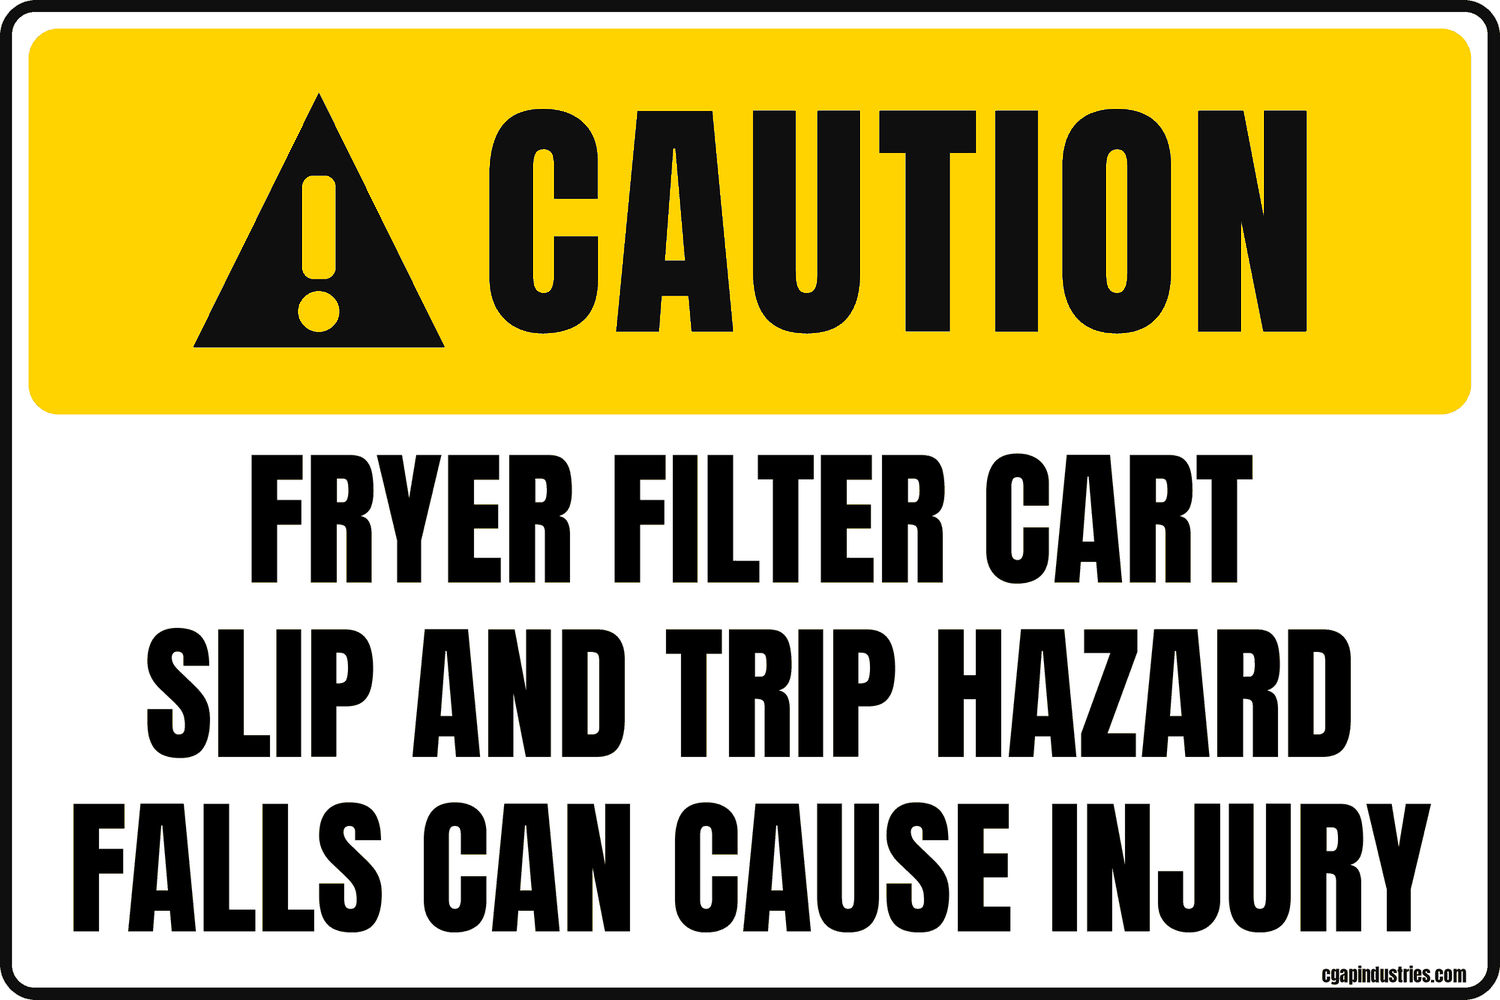 CAUTION
FRYER FILTER CART
SLIP AND TRIP HAZARD
FALLS CAN CAUSE INJURY
cgapindustries.com